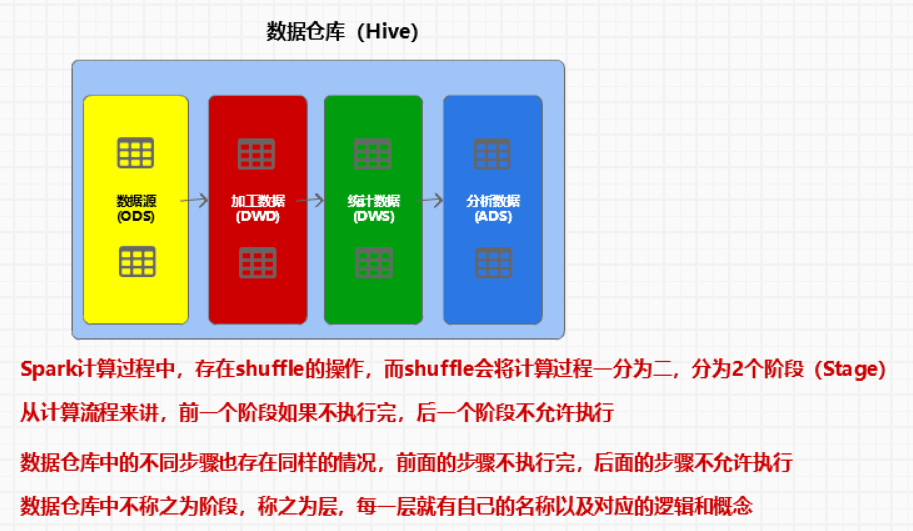 数据仓库（Hive）
数据源
(ODS)
加工数据
(DWD)
统计数据
(DWS)
分析数据
(ADS)
Spark计算过程中，存在shuffle的操作，而shuffle会将计算过程一分为二，分为2个阶段（Stage）
从计算流程来讲，前一个阶段如果不执行完，后一个阶段不允许执行
数据仓库中的不同步骤也存在同样的情况，前面的步骤不执行完，后面的步骤不允许执行
数据仓库中不称之为阶段，称之为层，每一层就有自己的名称以及对应的逻辑和概念